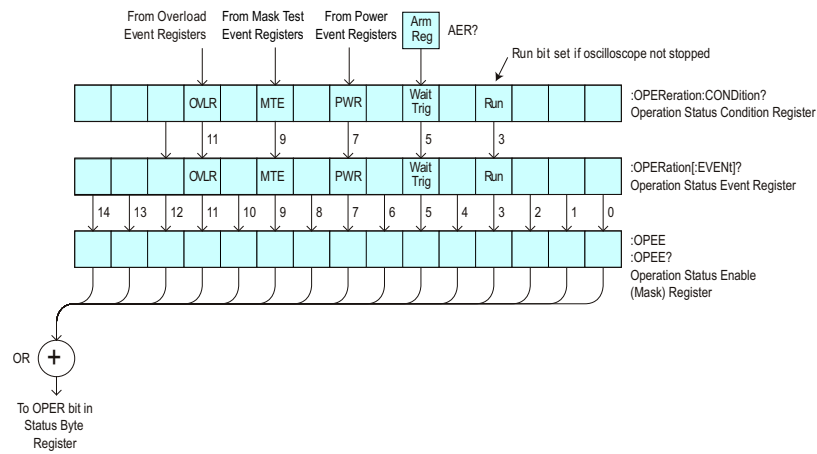 From Overload
Event Registers
From Mask Test
Event Registers
From Power
Event Registers
Arm
Reg
AER?
Run bit set if oscilloscope not stopped
OVLR
MTE
PWR
Wait
Trig
Run
:OPEReration:CONDition?
Operation Status Condition Register
11
9
7
5
3
OVLR
MTE
PWR
Wait
Trig
Run
:OPERation[:EVENt]?
Operation Status Event Register
14
13
12
11
10
9
8
7
6
5
4
3
2
1
0
:OPEE
:OPEE?
Operation Status Enable
(Mask) Register
OR
+
To OPER bit in
Status Byte
Register